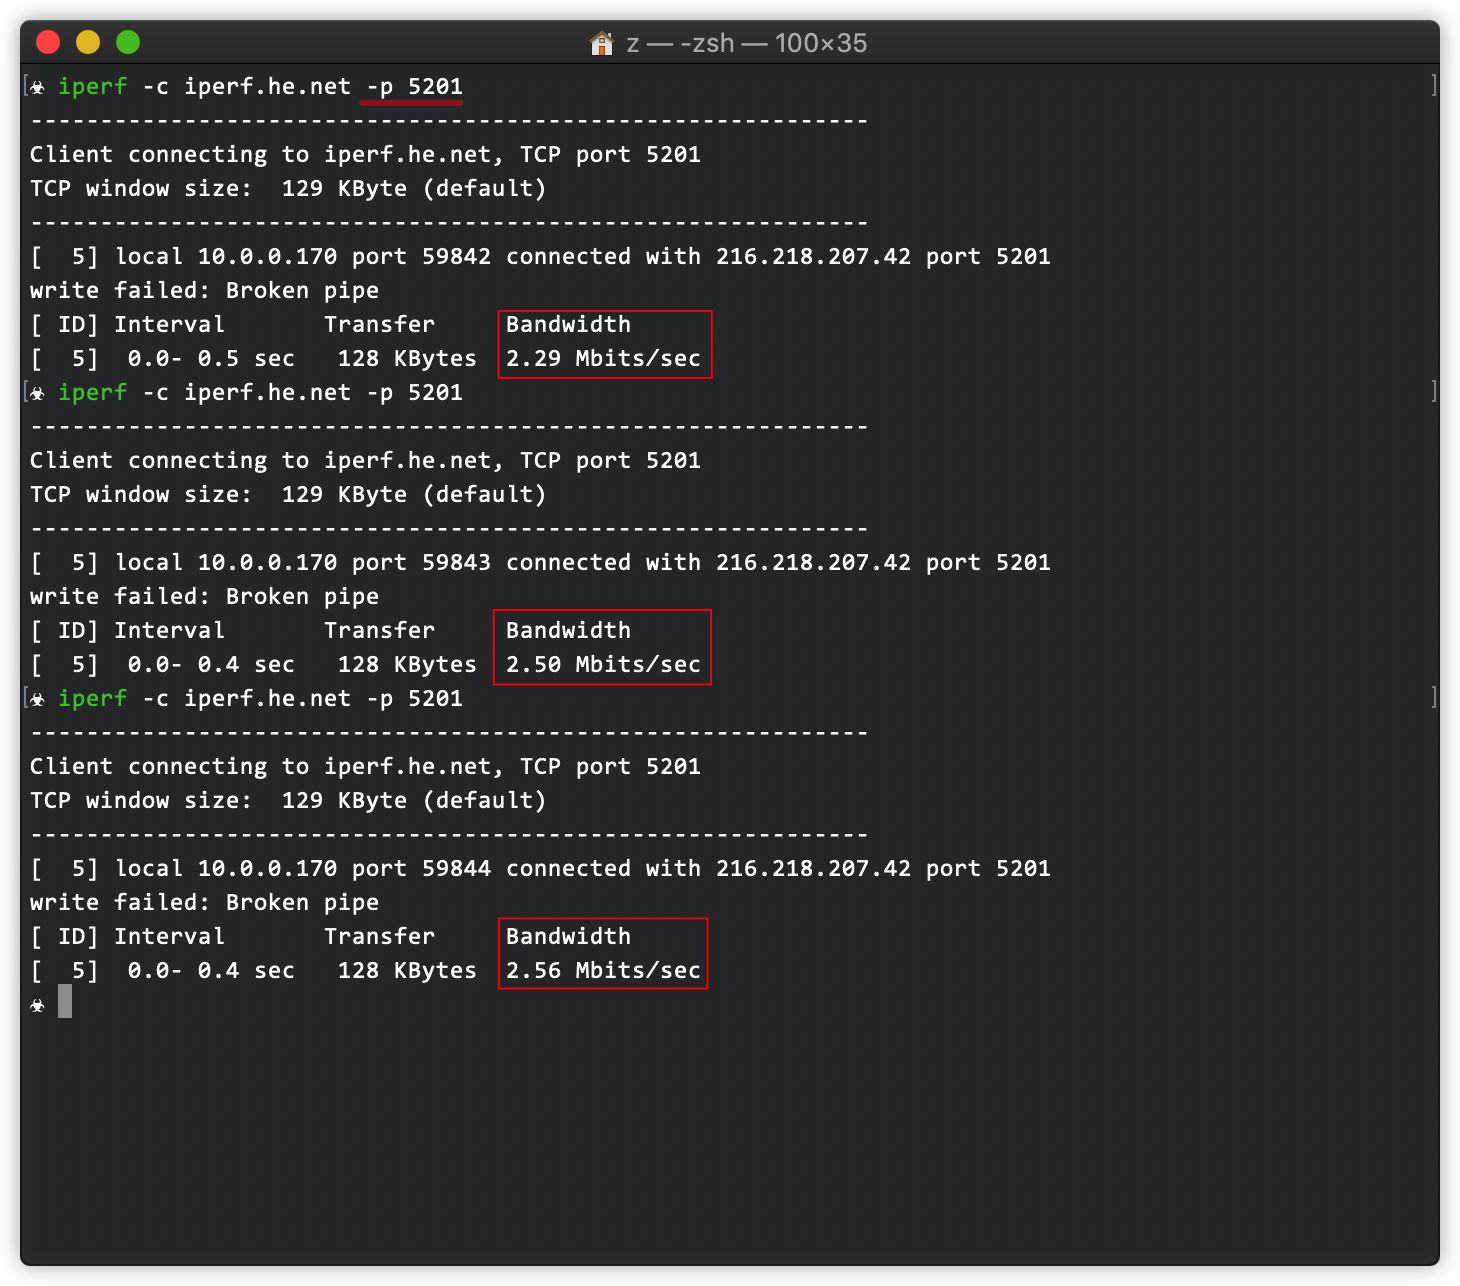 z — -zsh — 100×35
[☣ iperf -c iperf.he.net -p 5201 ]
------------------------------------------------------------
Client connecting to iperf.he.net, TCP port 5201
TCP window size:  129 KByte (default)
------------------------------------------------------------
[  5] local 10.0.0.170 port 59842 connected with 216.218.207.42 port 5201
write failed: Broken pipe
[ ID] Interval       Transfer     Bandwidth
[  5]  0.0- 0.5 sec   128 KBytes  2.29 Mbits/sec
[☣ iperf -c iperf.he.net -p 5201 ]
------------------------------------------------------------
Client connecting to iperf.he.net, TCP port 5201
TCP window size:  129 KByte (default)
------------------------------------------------------------
[  5] local 10.0.0.170 port 59843 connected with 216.218.207.42 port 5201
write failed: Broken pipe
[ ID] Interval       Transfer     Bandwidth
[  5]  0.0- 0.4 sec   128 KBytes  2.50 Mbits/sec
[☣ iperf -c iperf.he.net -p 5201 ]
------------------------------------------------------------
Client connecting to iperf.he.net, TCP port 5201
TCP window size:  129 KByte (default)
------------------------------------------------------------
[  5] local 10.0.0.170 port 59844 connected with 216.218.207.42 port 5201
write failed: Broken pipe
[ ID] Interval       Transfer     Bandwidth
[  5]  0.0- 0.4 sec   128 KBytes  2.56 Mbits/sec
☣